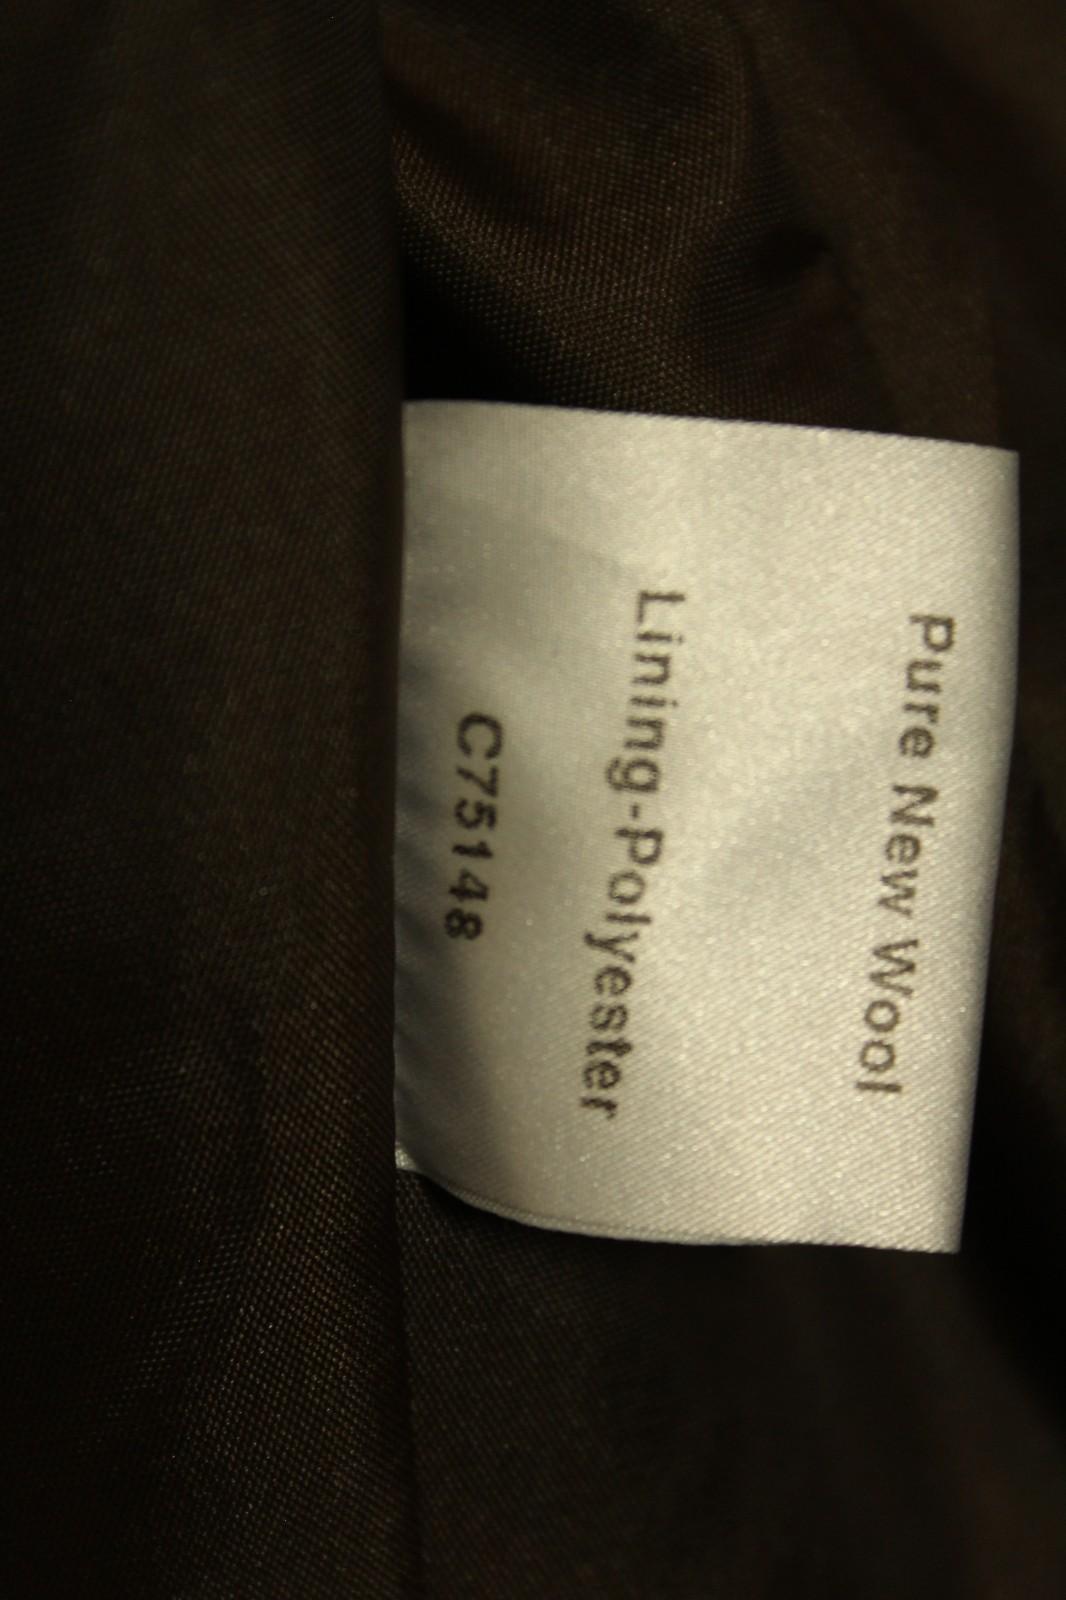 Pure New Wool
Lining-Polyester
C75148